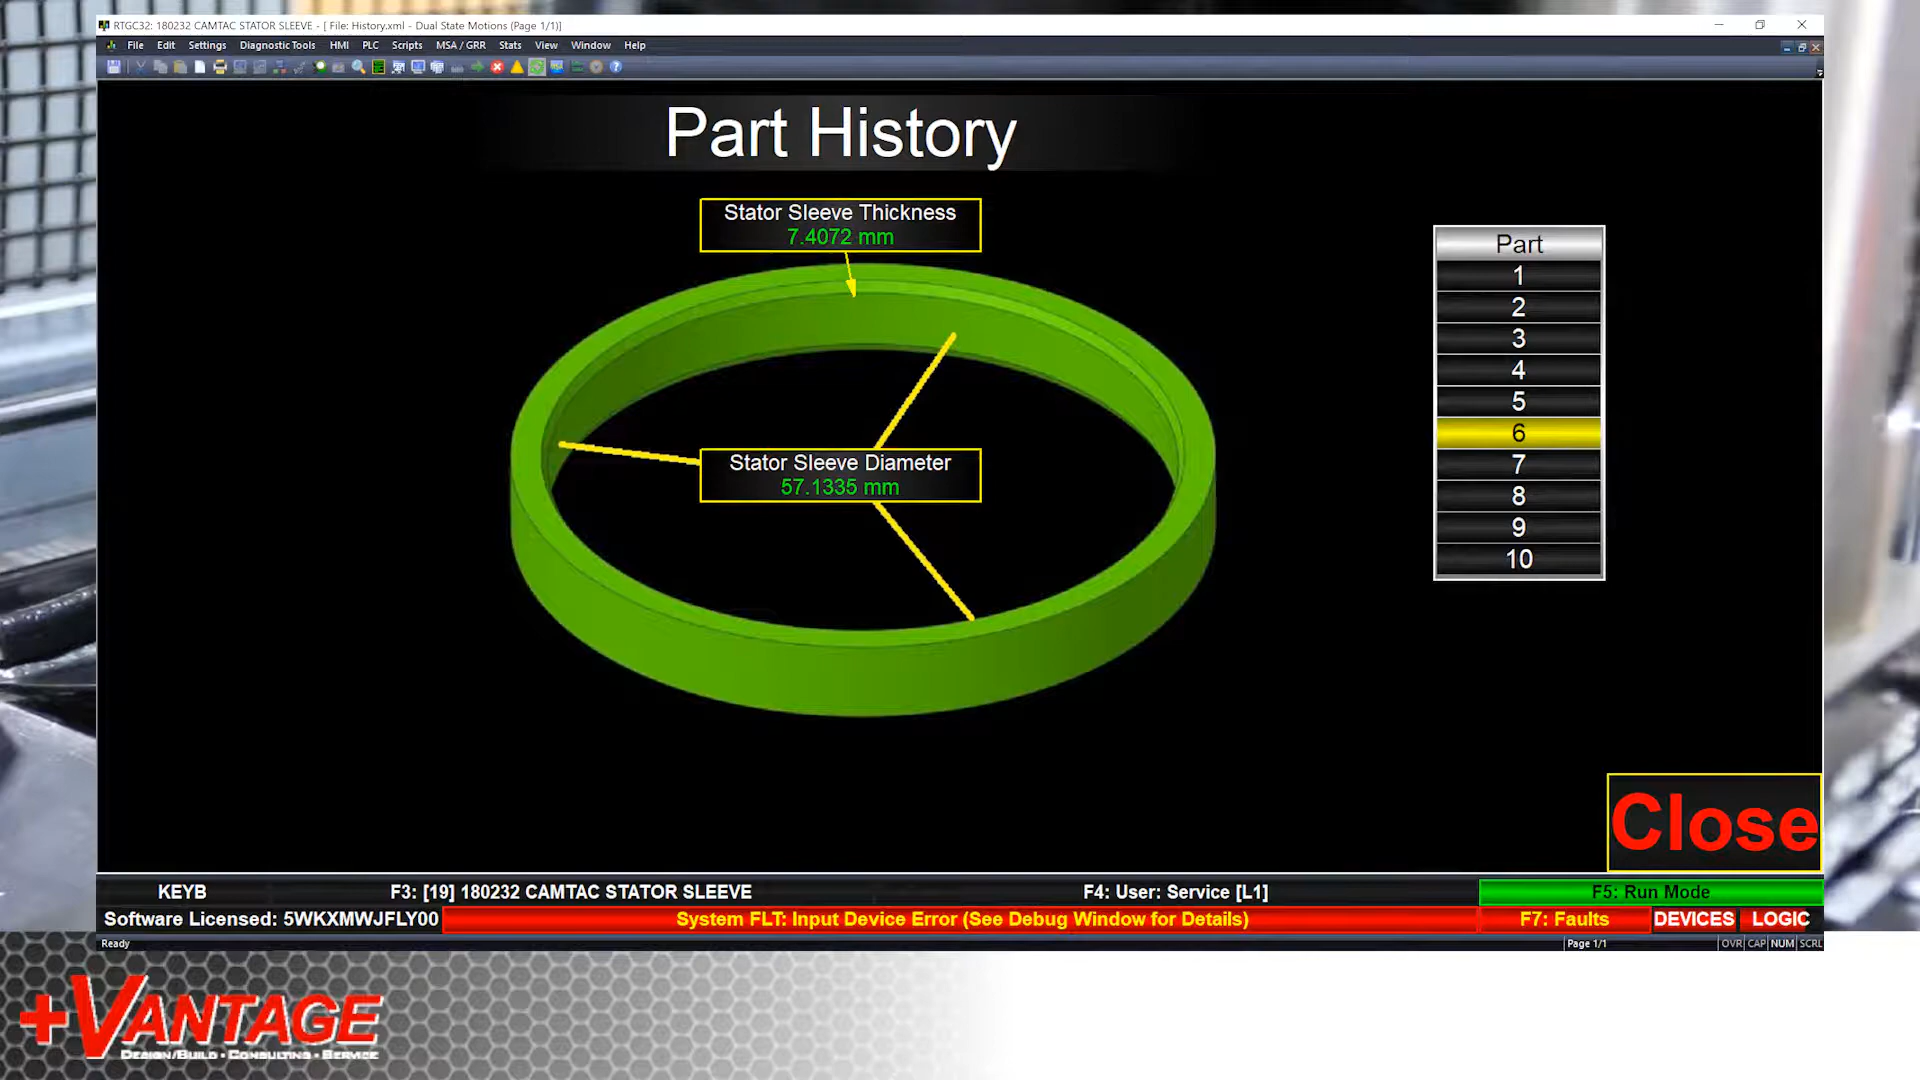 RTGC32: 180232 CAMTAC STATOR SLEEVE - [ File: History.xml - Dual State Motions (Page 1/1)]
File Edit Settings Diagnostic Tools HMI PLC Scripts MSA / GRR Stats View Window Help
Part History
Stator Sleeve Thickness
7.4072 mm
Stator Sleeve Diameter
57.1335 mm
Part
1
2
3
4
5
6
7
8
9
10
Close
KEYB F3: [19] 180232 CAMTAC STATOR SLEEVE F4: User: Service [L1] F5: Run Mode
Software Licensed: 5WKXMWJFLY00 System FLT: Input Device Error (See Debug Window for Details) F7: Faults DEVICES LOGIC
Ready Page 1/1 OVR CAP NUM SCRL
+VANTAGE
DESIGN/BUILD • CONSULTING • SERVICE